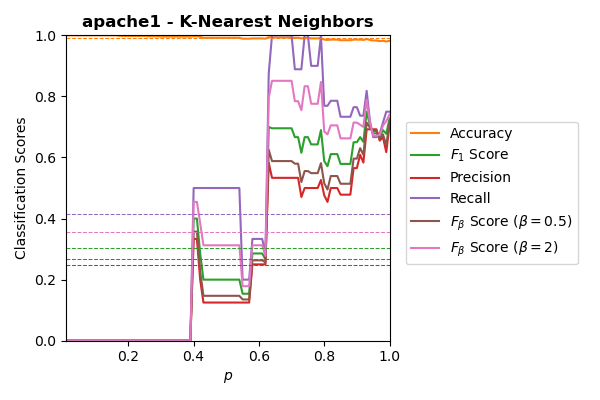 apache1 - K-Nearest Neighbors
1.0
0.8
0.6
0.4
0.2
0.0
Classification Scores
0.2 0.4 0.6 0.8 1.0
p
Accuracy
F₁ Score
Precision
Recall
Fᵦ Score (β = 0.5)
Fᵦ Score (β = 2)